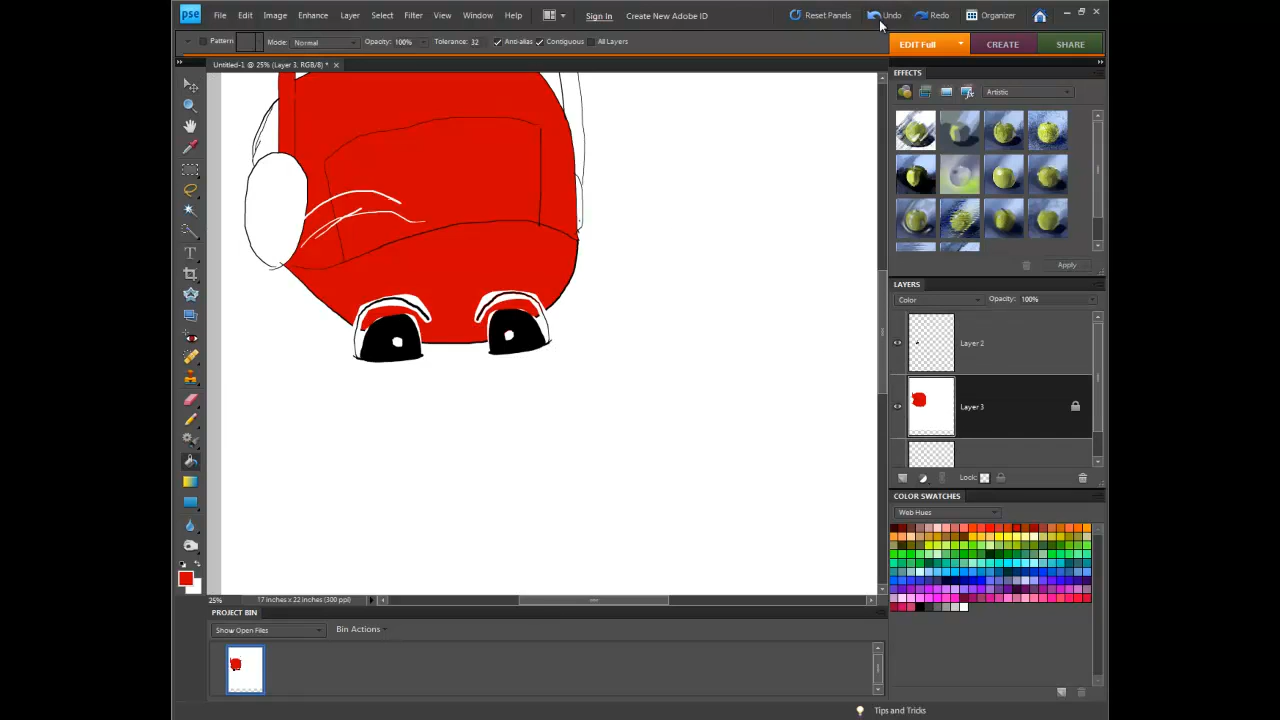 pse File Edit Image Enhance Layer Select Filter View Window Help Sign In Create New Adobe ID Reset Panels Undo Redo Organizer
Pattern Mode: Normal Opacity: 100% Tolerance: 32 Anti-alias Contiguous All Layers EDIT Full CREATE SHARE
Untitled-1 @ 25% (Layer 3, RGB/8) * ×
EFFECTS
Artistic
Apply
LAYERS
Color Opacity: 100%
Layer 2
Layer 3
Lock:
COLOR SWATCHES
Web Hues
25% 17 inches x 22 inches (300 ppi)
PROJECT BIN
Show Open Files Bin Actions
Tips and Tricks